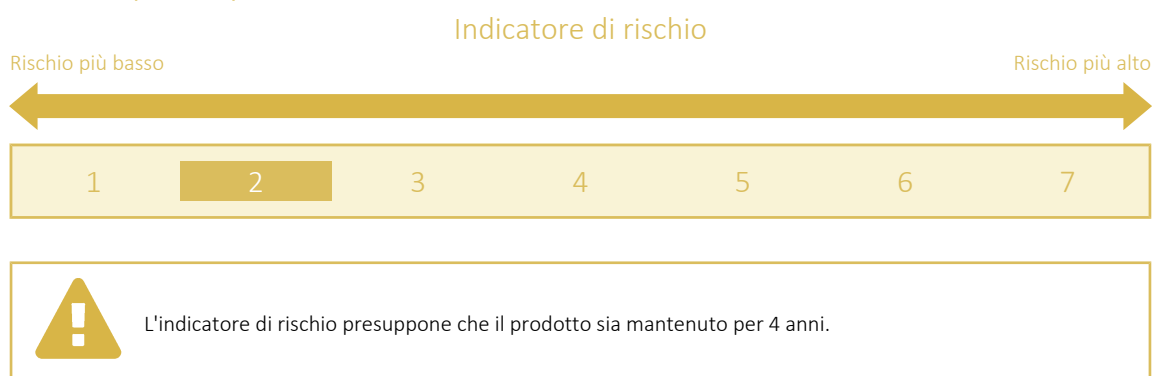 Indicatore di rischio
Rischio più basso Rischio più alto
1 2 3 4 5 6 7
L'indicatore di rischio presuppone che il prodotto sia mantenuto per 4 anni.